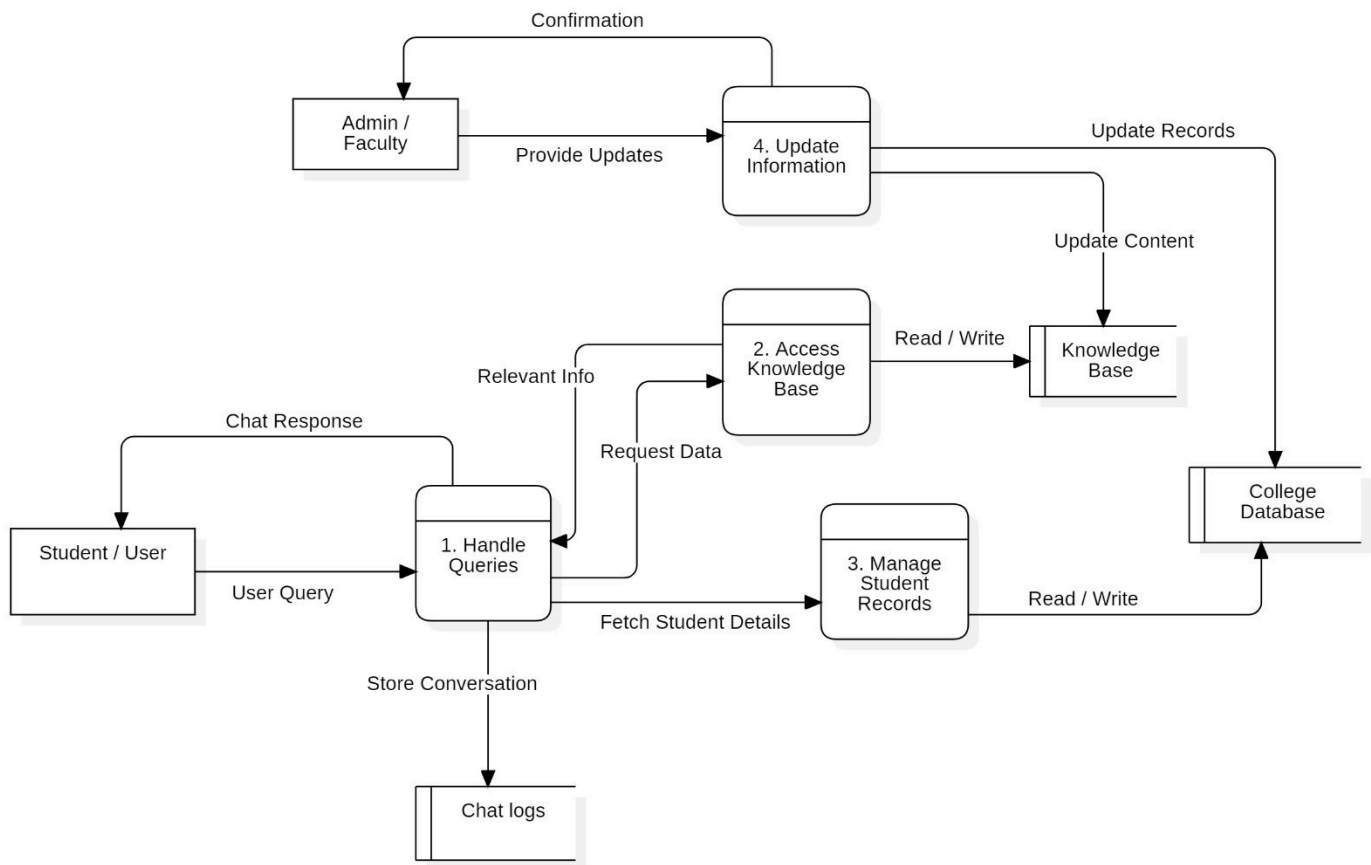 Confirmation
Admin /
Faculty
Provide Updates
4. Update
Information
Update Records
Update Content
2. Access
Knowledge
Base
Read / Write
Knowledge
Base
Relevant Info
Request Data
Chat Response
Student / User
User Query
1. Handle
Queries
Fetch Student Details
3. Manage
Student
Records
Read / Write
College
Database
Store Conversation
Chat logs